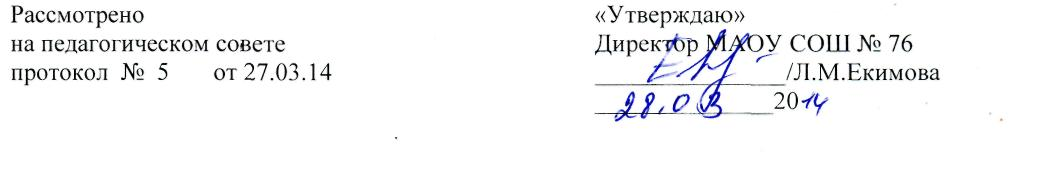 Рассмотрено
на педагогическом совете
протокол № 5 от 27.03.14
«Утверждаю»
Директор МАОУ СОШ № 76
/Л.М.Екимова
28.03 2014